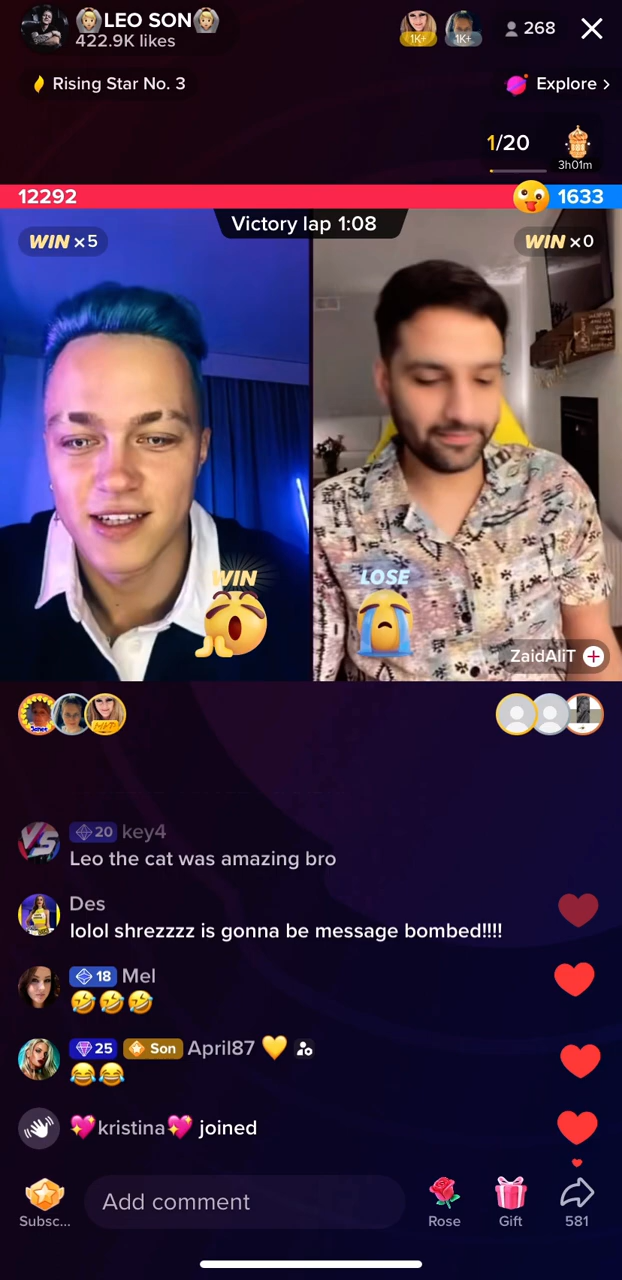 🙆🏼‍♂️LEO SON🙆🏼‍♂️
422.9K likes
1K+
1K+
268
Rising Star No. 3
Explore >
1/20
3h01m
12292
1633
Victory lap 1:08
WIN x5
WIN x0
WIN
LOSE
ZaidAliT
20 key4
Leo the cat was amazing bro
Des
lolol shrezzzz is gonna be message bombed!!!!
18 Mel
🤣🤣🤣
25 Son April87 💛
😂😂
💖kristina💖 joined
Subsc...
Add comment
Rose
Gift
581